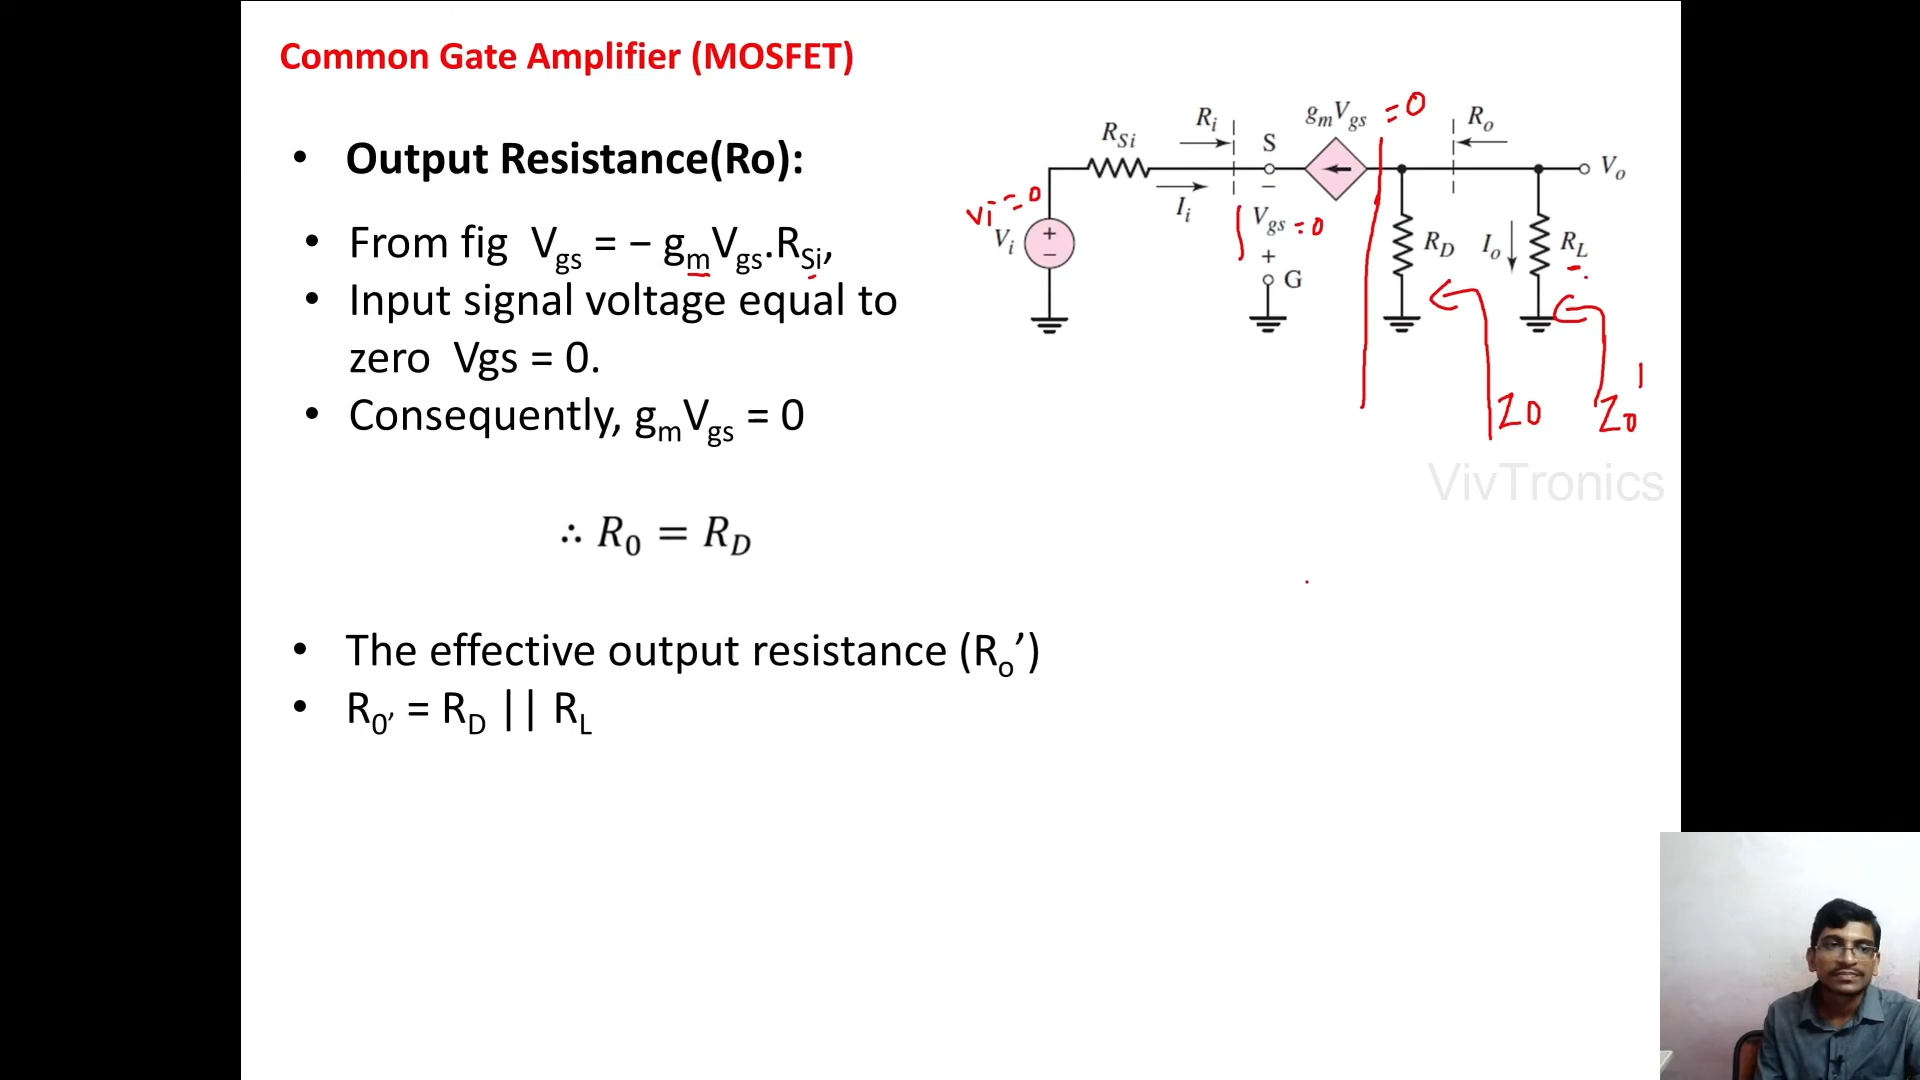 Common Gate Amplifier (MOSFET)
• Output Resistance(Ro):
• From fig Vgs = – gmVgs.RSi,
• Input signal voltage equal to
zero Vgs = 0.
• Consequently, gmVgs = 0
∴ R0 = RD
• The effective output resistance (Ro’)
• R0’ = RD || RL
RSi
Ri
S
gmVgs = 0
Ro
Vo
Ii
vi = 0
Vi
+
–
–
Vgs = 0
+
G
RD
Io
RL
Zo
Zo'
VivTronics